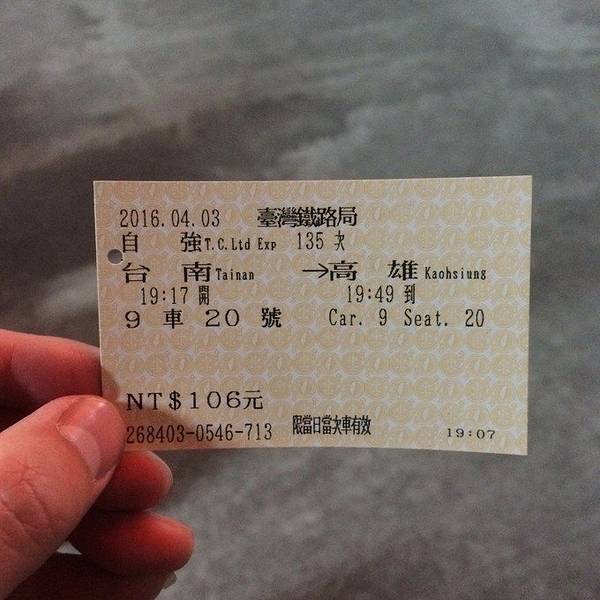 2016.04.03 臺灣鐵路局
自 強 T.C.Ltd Exp 135 次
台 南 Tainan →高 雄 Kaohsiung
19:17 開 19:49 到
9 車 20 號 Car. 9 Seat. 20
NT$106元
268403-0546-713 限當日當次車有效 19:07